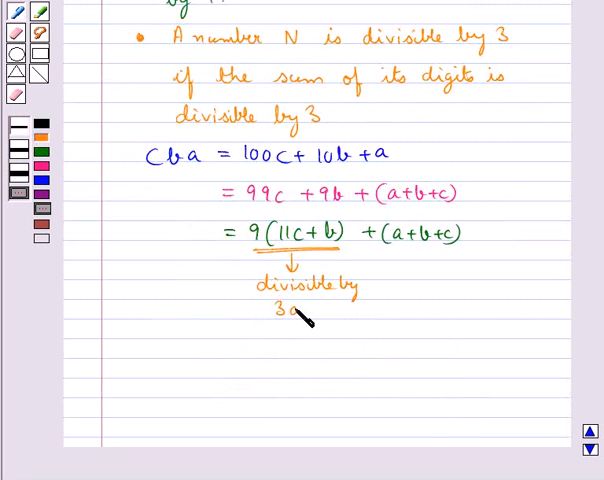 • A number N is divisible by 3
if the sum of its digits is
divisible by 3
cba = 100c + 10b + a
= 99c + 9b + (a+b+c)
= 9(11c + b) + (a+b+c)
↓
divisible by
3